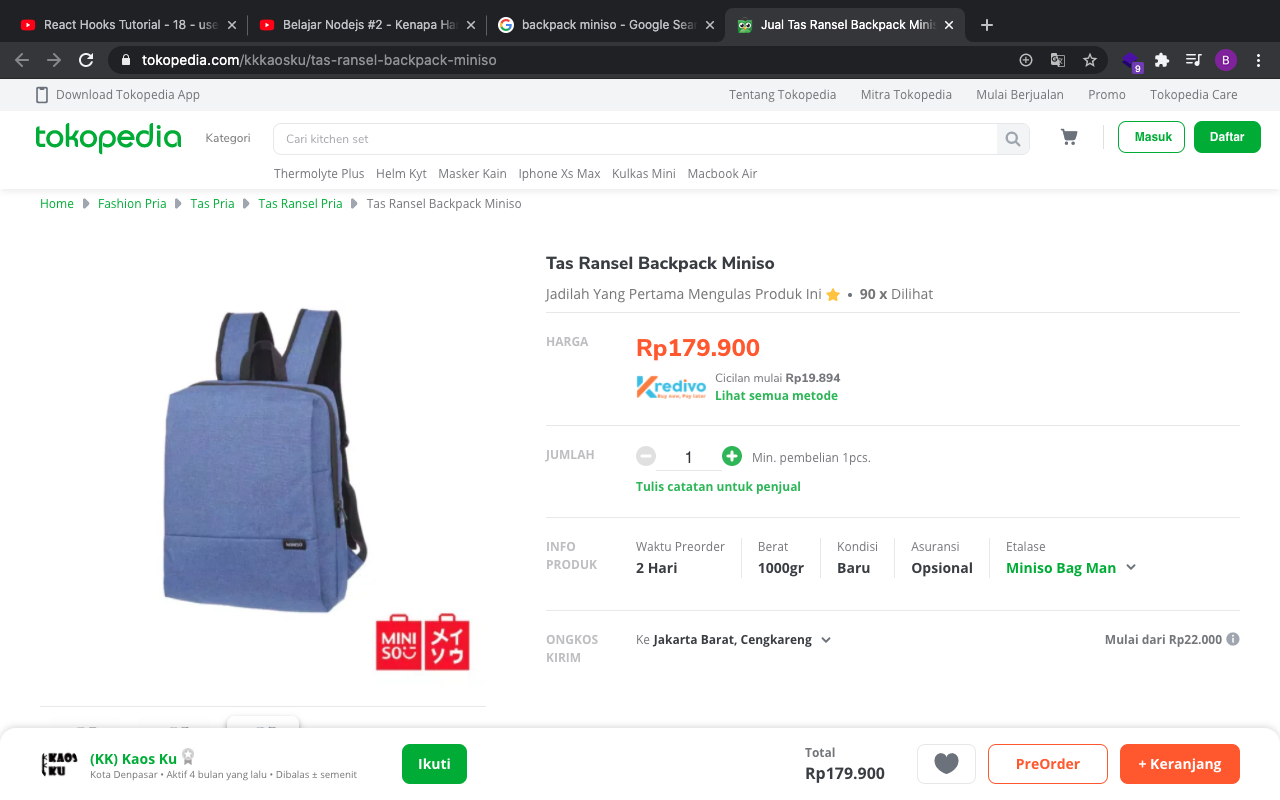 React Hooks Tutorial - 18 - use
Belajar Nodejs #2 - Kenapa Ha
backpack miniso - Google Sear
Jual Tas Ransel Backpack Minis
tokopedia.com/kkkaosku/tas-ransel-backpack-miniso
9
B
Download Tokopedia App
Tentang Tokopedia Mitra Tokopedia Mulai Berjualan Promo Tokopedia Care
tokopedia Kategori Cari kitchen set Masuk Daftar
Thermolyte Plus Helm Kyt Masker Kain Iphone Xs Max Kulkas Mini Macbook Air
Home Fashion Pria Tas Pria Tas Ransel Pria Tas Ransel Backpack Miniso
MINISO
MINI
SO
メイ
ソウ
Tas Ransel Backpack Miniso
Jadilah Yang Pertama Mengulas Produk Ini • 90 x Dilihat
HARGA
Rp179.900
Kredivo
Buy now, Pay later
Cicilan mulai Rp19.894
Lihat semua metode
JUMLAH
1 Min. pembelian 1pcs.
Tulis catatan untuk penjual
INFO
PRODUK
Waktu Preorder Berat Kondisi Asuransi Etalase
2 Hari 1000gr Baru Opsional Miniso Bag Man
ONGKOS
KIRIM
Ke Jakarta Barat, Cengkareng Mulai dari Rp22.000
KAOS
KU
(KK) Kaos Ku
Kota Denpasar • Aktif 4 bulan yang lalu • Dibalas ± semenit
Ikuti
Total
Rp179.900
PreOrder
+ Keranjang